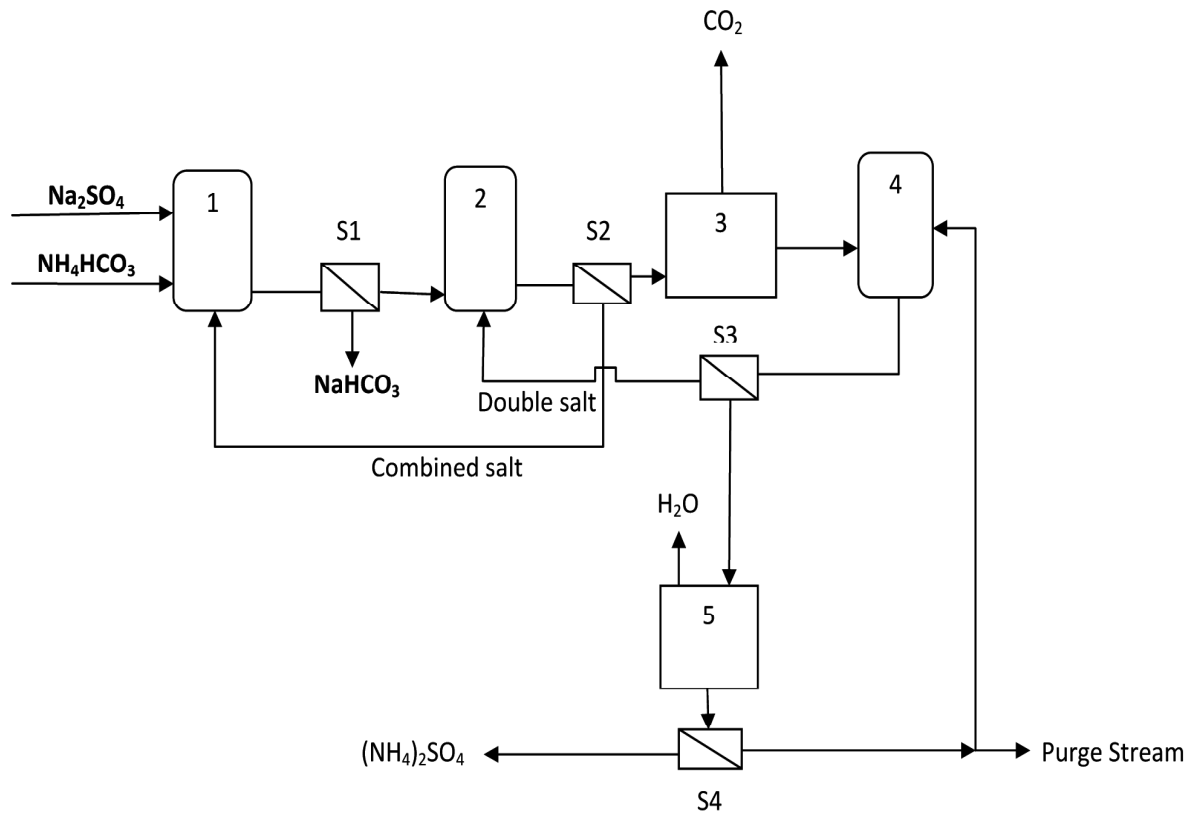 CO₂
Na₂SO₄
1
2
3
4
S1
S2
NH₄HCO₃
S3
NaHCO₃
Double salt
Combined salt
H₂O
5
(NH₄)₂SO₄
Purge Stream
S4